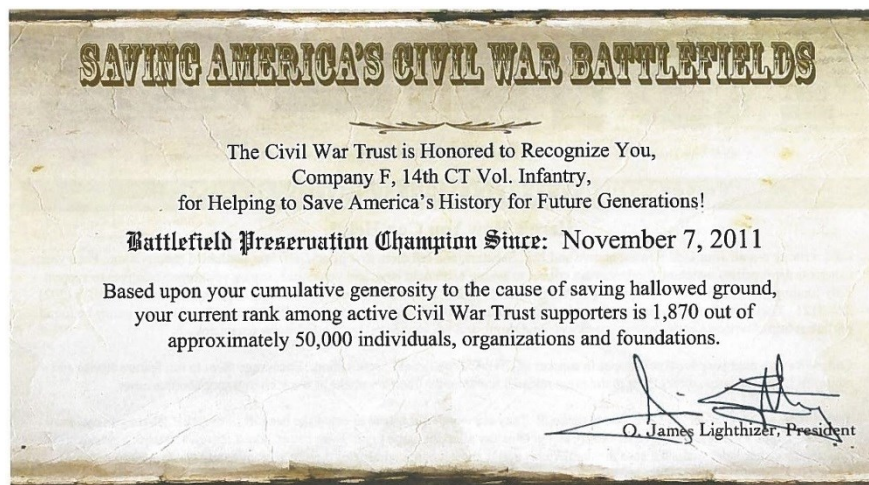 SAVING AMERICA'S CIVIL WAR BATTLEFIELDS
The Civil War Trust is Honored to Recognize You,
Company F, 14th CT Vol. Infantry,
for Helping to Save America's History for Future Generations!
Battlefield Preservation Champion Since: November 7, 2011
Based upon your cumulative generosity to the cause of saving hallowed ground,
your current rank among active Civil War Trust supporters is 1,870 out of
approximately 50,000 individuals, organizations and foundations.
O. James Lighthizer, President